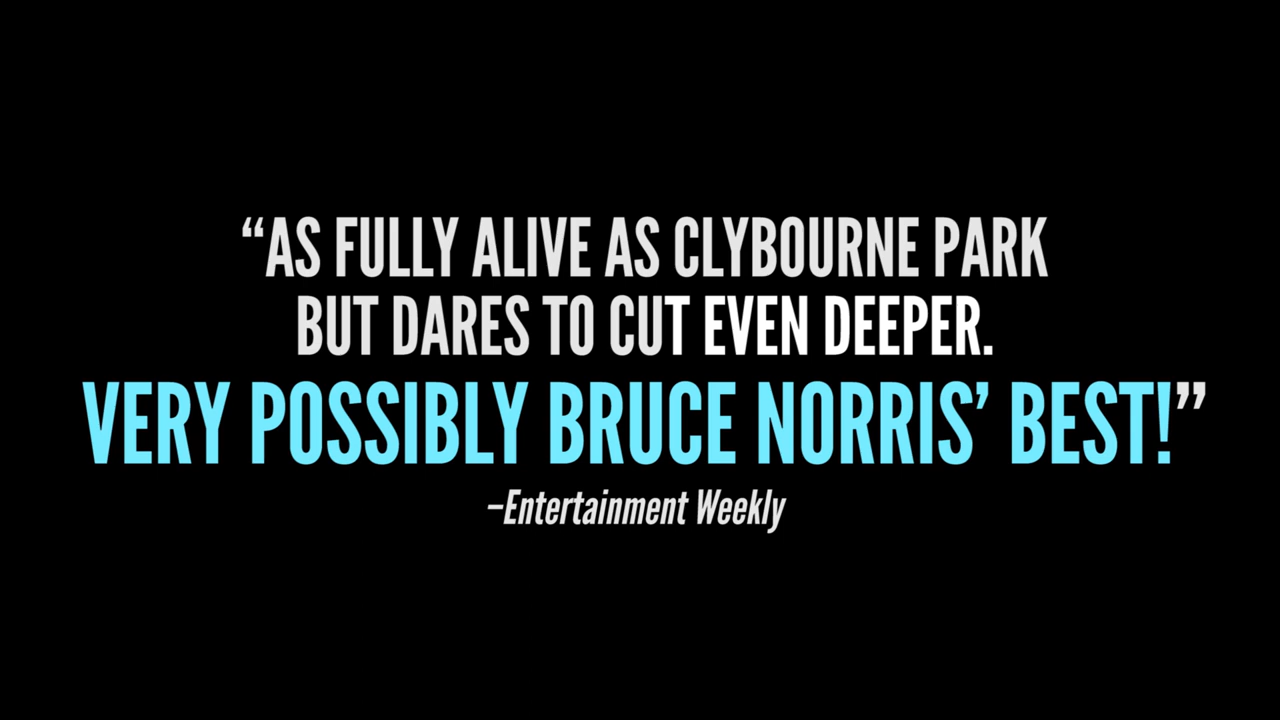 “AS FULLY ALIVE AS CLYBOURNE PARK
BUT DARES TO CUT EVEN DEEPER.
VERY POSSIBLY BRUCE NORRIS’ BEST!”
–Entertainment Weekly